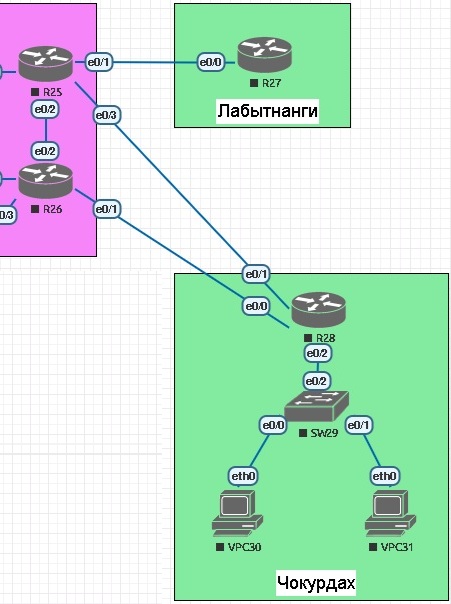 e0/1
e0/0
R25
R27
e0/2
e0/3
Лабытнанги
e0/2
R26
e0/1
0/3
e0/1
e0/0
R28
e0/2
e0/2
SW29
e0/0
e0/1
eth0
eth0
VPC30
VPC31
Чокурдах